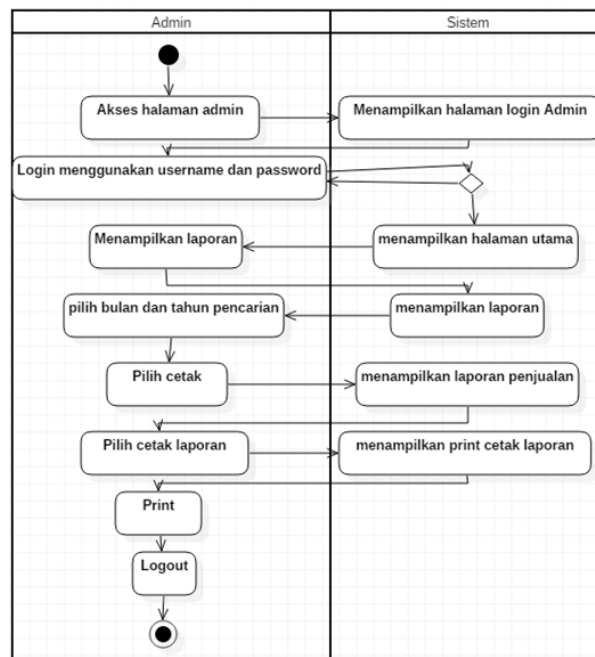 Admin
Sistem
Akses halaman admin
Menampilkan halaman login Admin
Login menggunakan username dan password
Menampilkan laporan
menampilkan halaman utama
pilih bulan dan tahun pencarian
menampilkan laporan
Pilih cetak
menampilkan laporan penjualan
Pilih cetak laporan
menampilkan print cetak laporan
Print
Logout